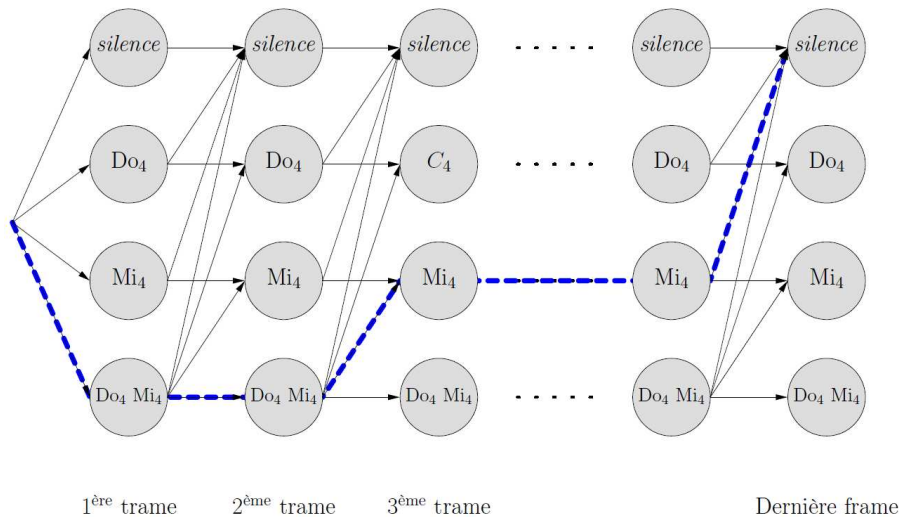 silence silence silence silence silence
Do₄ Do₄ C₄ Do₄ Do₄
Mi₄ Mi₄ Mi₄ Mi₄ Mi₄
Do₄ Mi₄ Do₄ Mi₄ Do₄ Mi₄ Do₄ Mi₄ Do₄ Mi₄
1ère trame 2ème trame 3ème trame Dernière frame